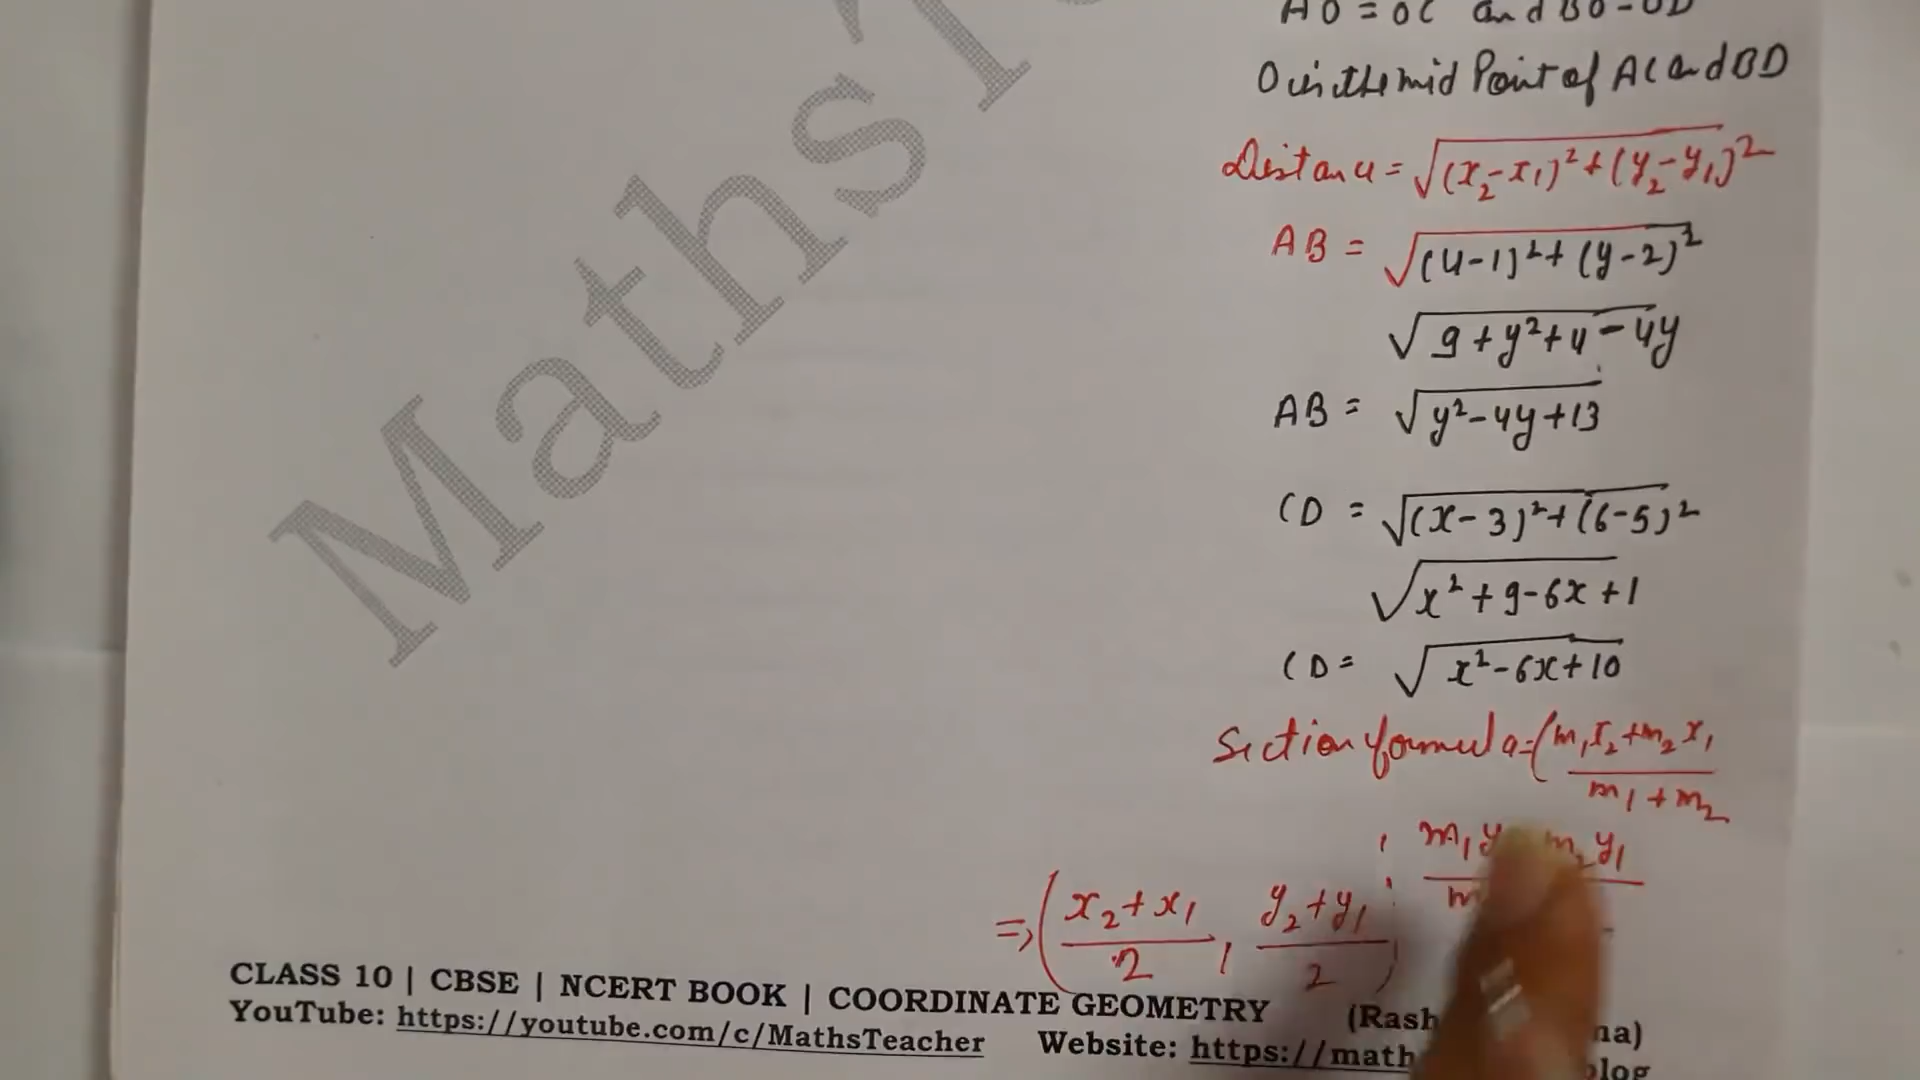 AO = OC and BO = OD
O is the mid Point of AC and BD
Distance = √(x₂-x₁)² + (y₂-y₁)²
AB = √(4-1)² + (y-2)²
√9+y²+4-4y
AB = √y²-4y+13
CD = √(x-3)²+(6-5)²
√x²+9-6x+1
CD = √x²-6x+10
Section formula = (m₁x₂+m₂x₁
m₁+m₂
, m₁y m₂y₁
m
⇒ (x₂+x₁/2, y₂+y₁/2)
Maths
CLASS 10 | CBSE | NCERT BOOK | COORDINATE GEOMETRY
YouTube: https://youtube.com/c/MathsTeacher Website: https://math